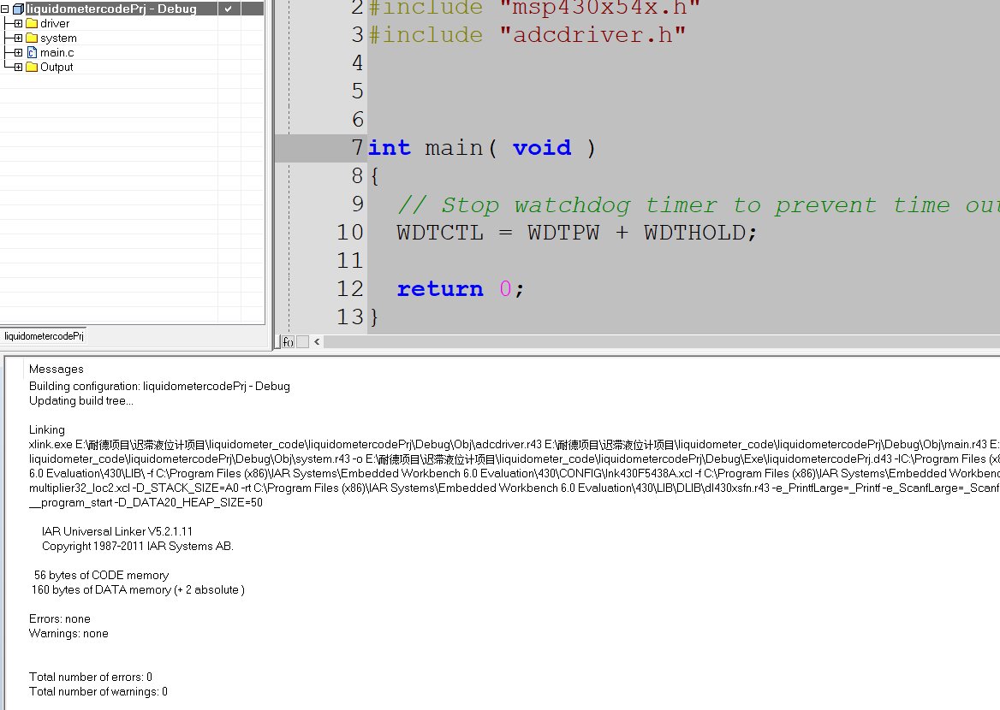 liquidometercodePrj - Debug
driver
system
main.c
Output
liquidometercodePrj
2 #include "msp430x54x.h"
3 #include "adcdriver.h"
4
5
6
7 int main( void )
8 {
9 // Stop watchdog timer to prevent time out
10 WDTCTL = WDTPW + WDTHOLD;
11
12 return 0;
13 }
f()
Messages
Building configuration: liquidometercodePrj - Debug
Updating build tree...
Linking
xlink.exe E:\耐德项目\迟滞液位计项目\liquidometer_code\liquidometercodePrj\Debug\Obj\adcdriver.r43 E:\耐德项目\迟滞液位计项目\liquidometer_code\liquidometercodePrj\Debug\Obj\main.r43 E:
liquidometer_code\liquidometercodePrj\Debug\Obj\system.r43 -o E:\耐德项目\迟滞液位计项目\liquidometer_code\liquidometercodePrj\Debug\Exe\liquidometercodePrj.d43 -IC:\Program Files (x8
6.0 Evaluation\430\LIB\ -f C:\Program Files (x86)\IAR Systems\Embedded Workbench 6.0 Evaluation\430\CONFIG\lnk430F5438A.xcl -f C:\Program Files (x86)\IAR Systems\Embedded Workbenc
multiplier32_loc2.xcl -D_STACK_SIZE=A0 -rt C:\Program Files (x86)\IAR Systems\Embedded Workbench 6.0 Evaluation\430\LIB\DLIB\dl430xsfn.r43 -e_PrintfLarge=_Printf -e_ScanfLarge=_Scanf
__program_start -D_DATA20_HEAP_SIZE=50
IAR Universal Linker V5.2.1.11
Copyright 1987-2011 IAR Systems AB.
56 bytes of CODE memory
160 bytes of DATA memory (+ 2 absolute )
Errors: none
Warnings: none
Total number of errors: 0
Total number of warnings: 0